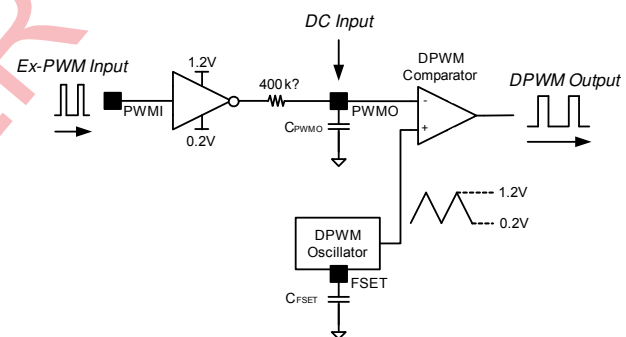 DC Input
Ex-PWM Input
1.2V
0.2V
PWMI
400k?
PWMO
CPWMO
DPWM
Comparator
-
+
DPWM Output
1.2V
0.2V
DPWM
Oscillator
FSET
CFSET